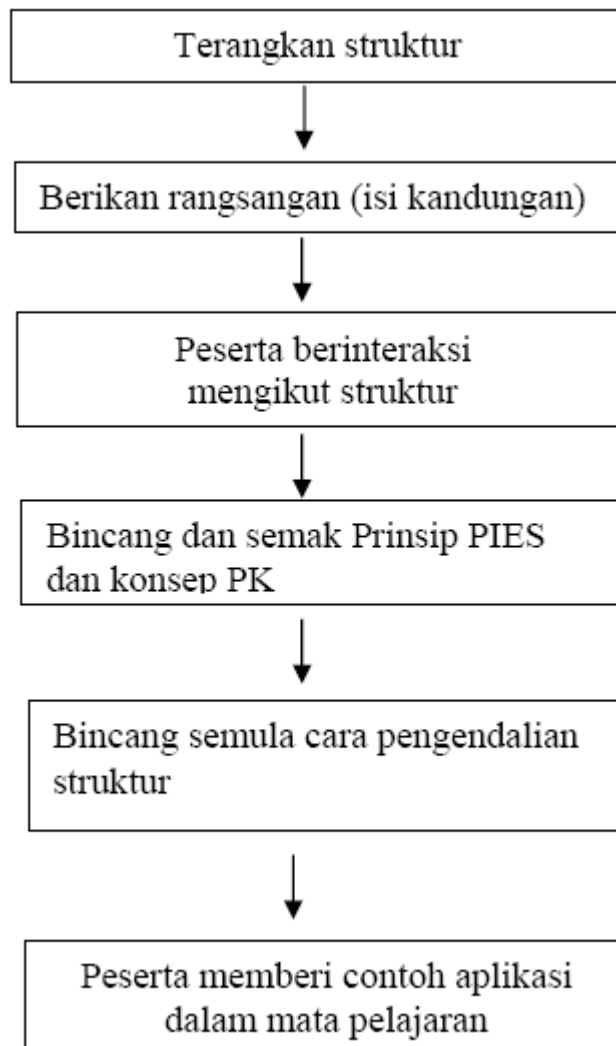 Terangkan struktur
Berikan rangsangan (isi kandungan)
Peserta berinteraksi
mengikut struktur
Bincang dan semak Prinsip PIES
dan konsep PK
Bincang semula cara pengendalian
struktur
Peserta memberi contoh aplikasi
dalam mata pelajaran